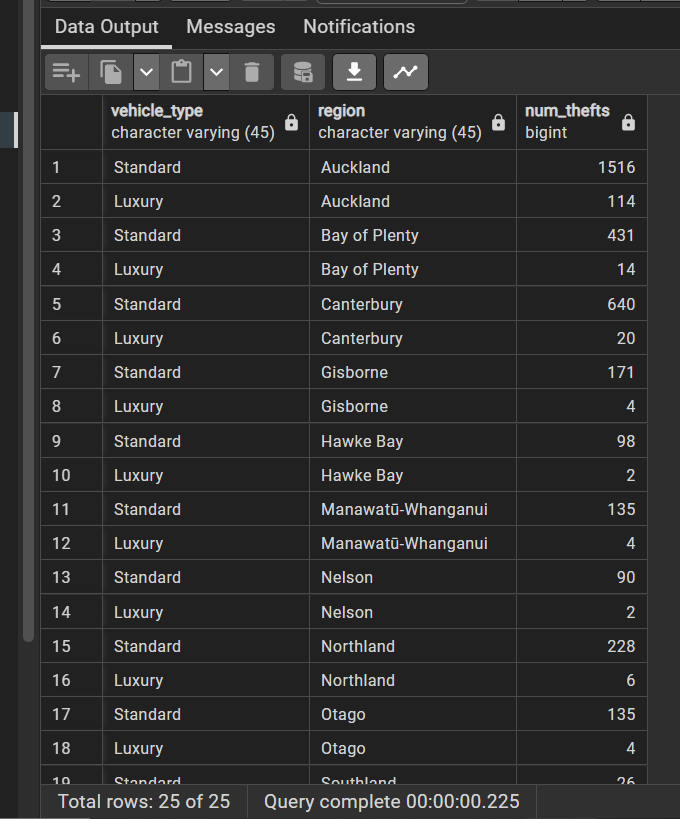 Data Output Messages Notifications
vehicle_type region num_thefts
character varying (45) character varying (45) bigint
1 Standard Auckland 1516
2 Luxury Auckland 114
3 Standard Bay of Plenty 431
4 Luxury Bay of Plenty 14
5 Standard Canterbury 640
6 Luxury Canterbury 20
7 Standard Gisborne 171
8 Luxury Gisborne 4
9 Standard Hawke Bay 98
10 Luxury Hawke Bay 2
11 Standard Manawatū-Whanganui 135
12 Luxury Manawatū-Whanganui 4
13 Standard Nelson 90
14 Luxury Nelson 2
15 Standard Northland 228
16 Luxury Northland 6
17 Standard Otago 135
18 Luxury Otago 4
19 Standard Southland 26
Total rows: 25 of 25 Query complete 00:00:00.225